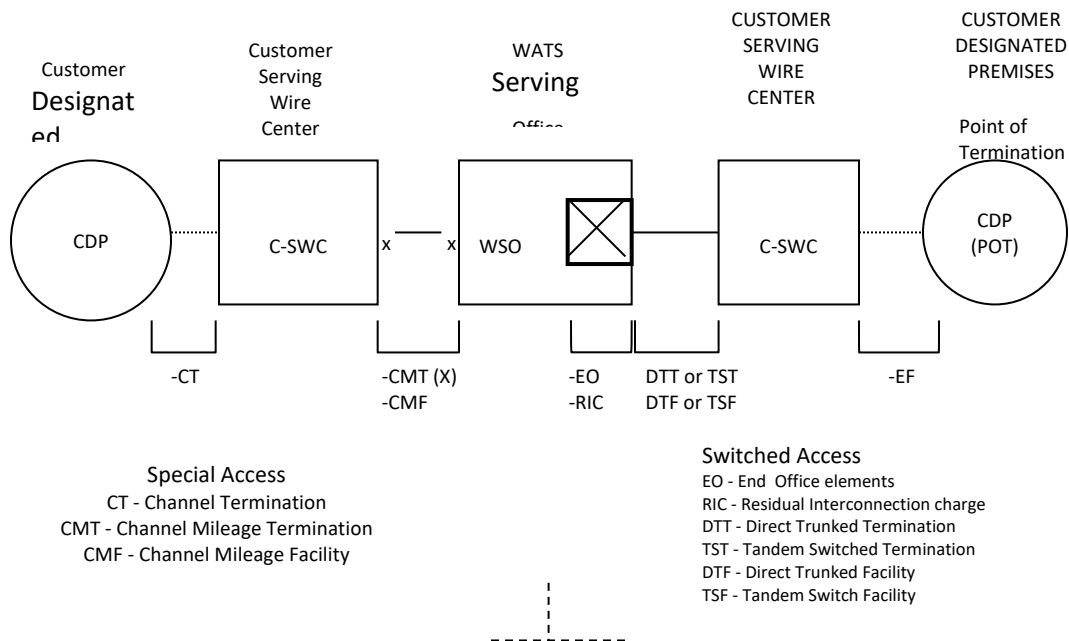 Customer
Designat
ed
Customer
Serving
Wire
Center
WATS
Serving
Office
CUSTOMER
SERVING
WIRE
CENTER
CUSTOMER
DESIGNATED
PREMISES
Point of
Termination
CDP
C-SWC
x
x
WSO
C-SWC
CDP
(POT)
-CT
-CMT (X)
-CMF
-EO
-RIC
DTT or TST
DTF or TSF
-EF
Special Access
CT - Channel Termination
CMT - Channel Mileage Termination
CMF - Channel Mileage Facility
Switched Access
EO - End Office elements
RIC - Residual Interconnection charge
DTT - Direct Trunked Termination
TST - Tandem Switched Termination
DTF - Direct Trunked Facility
TSF - Tandem Switch Facility